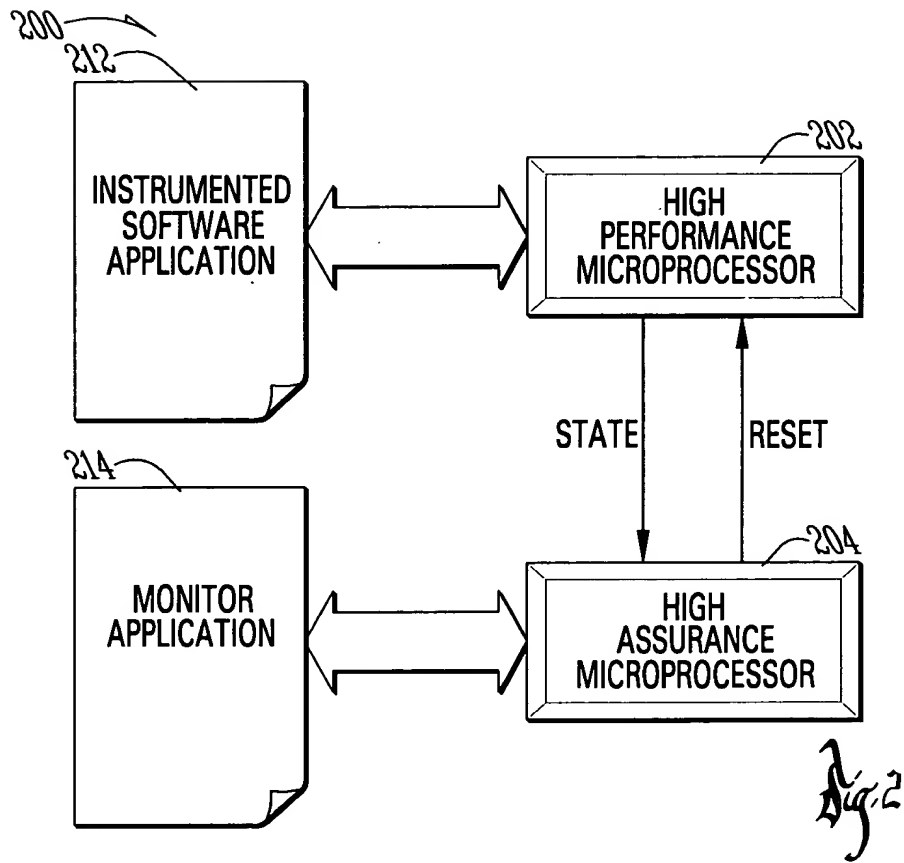 200
212
INSTRUMENTED
SOFTWARE
APPLICATION
202
HIGH
PERFORMANCE
MICROPROCESSOR
STATE
RESET
214
MONITOR
APPLICATION
204
HIGH
ASSURANCE
MICROPROCESSOR
Fig. 2